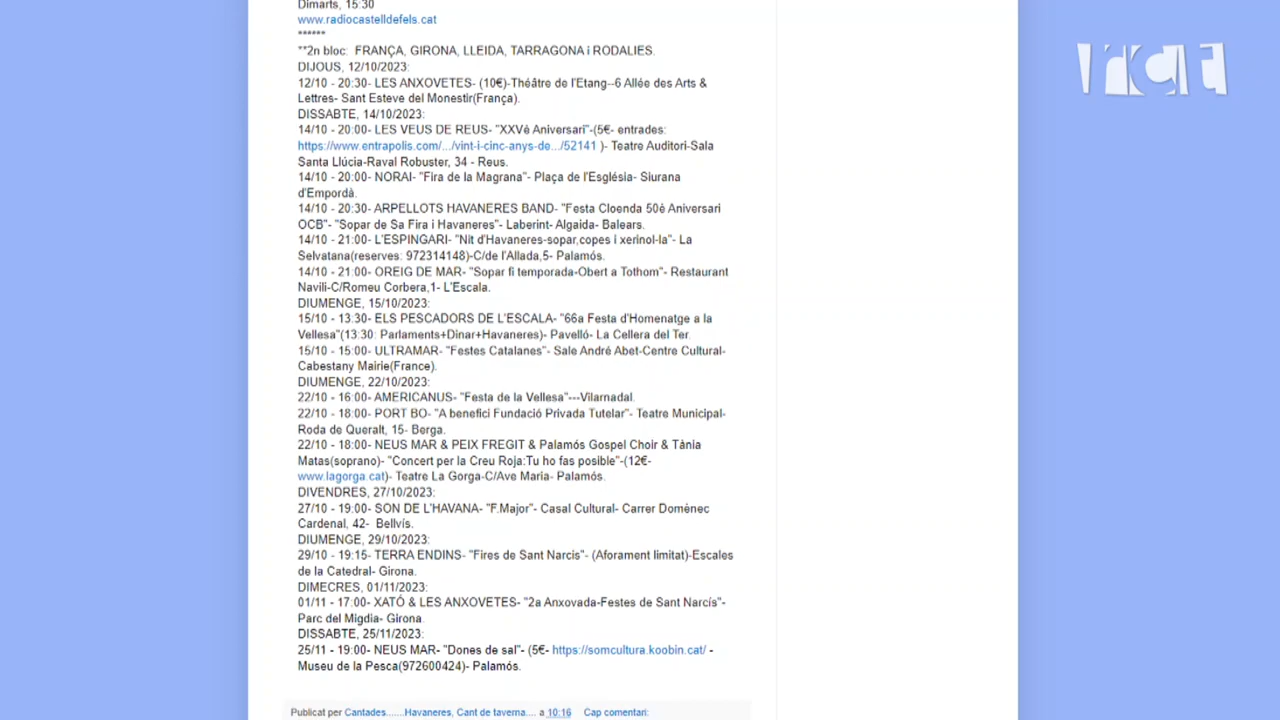 Dimarts, 15:30
www.radiocastelldefels.cat
******
**2n bloc:  FRANÇA, GIRONA, LLEIDA, TARRAGONA i RODALIES.
DIJOUS, 12/10/2023:
12/10 - 20:30- LES ANXOVETES- (10€)-Théâtre de l'Etang--6 Allée des Arts &
Lettres- Sant Esteve del Monestir(França).
DISSABTE, 14/10/2023:
14/10 - 20:00- LES VEUS DE REUS- "XXVè Aniversari"-(5€- entrades:
https://www.entrapolis.com/.../vint-i-cinc-anys-de.../52141 )- Teatre Auditori-Sala
Santa Llúcia-Raval Robuster, 34 - Reus.
14/10 - 20:00- NORAI- "Fira de la Magrana"- Plaça de l'Església- Siurana
d'Empordà.
14/10 - 20:30- ARPELLOTS HAVANERES BAND- "Festa Cloenda 50è Aniversari
OCB"- "Sopar de Sa Fira i Havaneres"- Laberint- Algaida- Balears.
14/10 - 21:00- L'ESPINGARI- "Nit d'Havaneres-sopar,copes i xerinol-la"- La
Selvatana(reserves: 972314148)-C/de l'Allada,5- Palamós.
14/10 - 21:00- OREIG DE MAR- "Sopar fi temporada-Obert a Tothom"- Restaurant
Navili-C/Romeu Corbera,1- L'Escala.
DIUMENGE, 15/10/2023:
15/10 - 13:30- ELS PESCADORS DE L'ESCALA- "66a Festa d'Homenatge a la
Vellesa"(13:30: Parlaments+Dinar+Havaneres)- Pavelló- La Cellera del Ter.
15/10 - 15:00- ULTRAMAR- "Festes Catalanes"- Sale André Abet-Centre Cultural-
Cabestany Mairie(France).
DIUMENGE, 22/10/2023:
22/10 - 16:00- AMERICANUS- "Festa de la Vellesa"---Vilarnadal.
22/10 - 18:00- PORT BO- "A benefici Fundació Privada Tutelar"- Teatre Municipal-
Roda de Queralt, 15- Berga.
22/10 - 18:00- NEUS MAR & PEIX FREGIT & Palamós Gospel Choir & Tània
Matas(soprano)- "Concert per la Creu Roja:Tu ho fas posible"-(12€-
www.lagorga.cat)- Teatre La Gorga-C/Ave Maria- Palamós.
DIVENDRES, 27/10/2023:
27/10 - 19:00- SON DE L'HAVANA- "F.Major"- Casal Cultural- Carrer Domènec
Cardenal, 42-  Bellvís.
DIUMENGE, 29/10/2023:
29/10 - 19:15- TERRA ENDINS- "Fires de Sant Narcís"- (Aforament limitat)-Escales
de la Catedral- Girona.
DIMECRES, 01/11/2023:
01/11 - 17:00- XATÓ & LES ANXOVETES- "2a Anxovada-Festes de Sant Narcís"-
Parc del Migdia- Girona.
DISSABTE, 25/11/2023:
25/11 - 19:00- NEUS MAR- "Dones de sal"- (5€- https://somcultura.koobin.cat/ -
Museu de la Pesca(972600424)- Palamós.
Publicat per Cantades.......Havaneres, Cant de taverna.... a 10:16 Cap comentari: